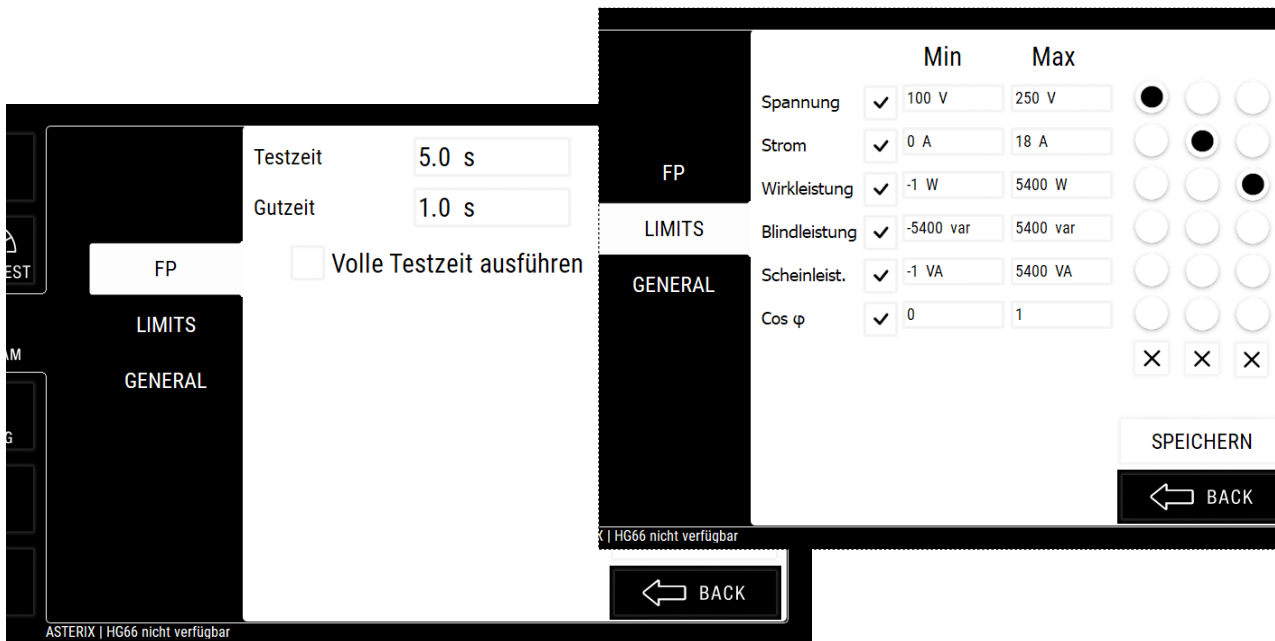 Testzeit 5.0 s
Gutzeit 1.0 s
Volle Testzeit ausführen
EST
FP
LIMITS
AM
GENERAL
G
BACK
ASTERIX | HG66 nicht verfügbar
Min Max
Spannung 100 V 250 V
Strom 0 A 18 A
FP
Wirkleistung -1 W 5400 W
LIMITS
Blindleistung -5400 var 5400 var
GENERAL
Scheinleist. -1 VA 5400 VA
Cos φ 0 1
SPEICHERN
BACK
X | HG66 nicht verfügbar